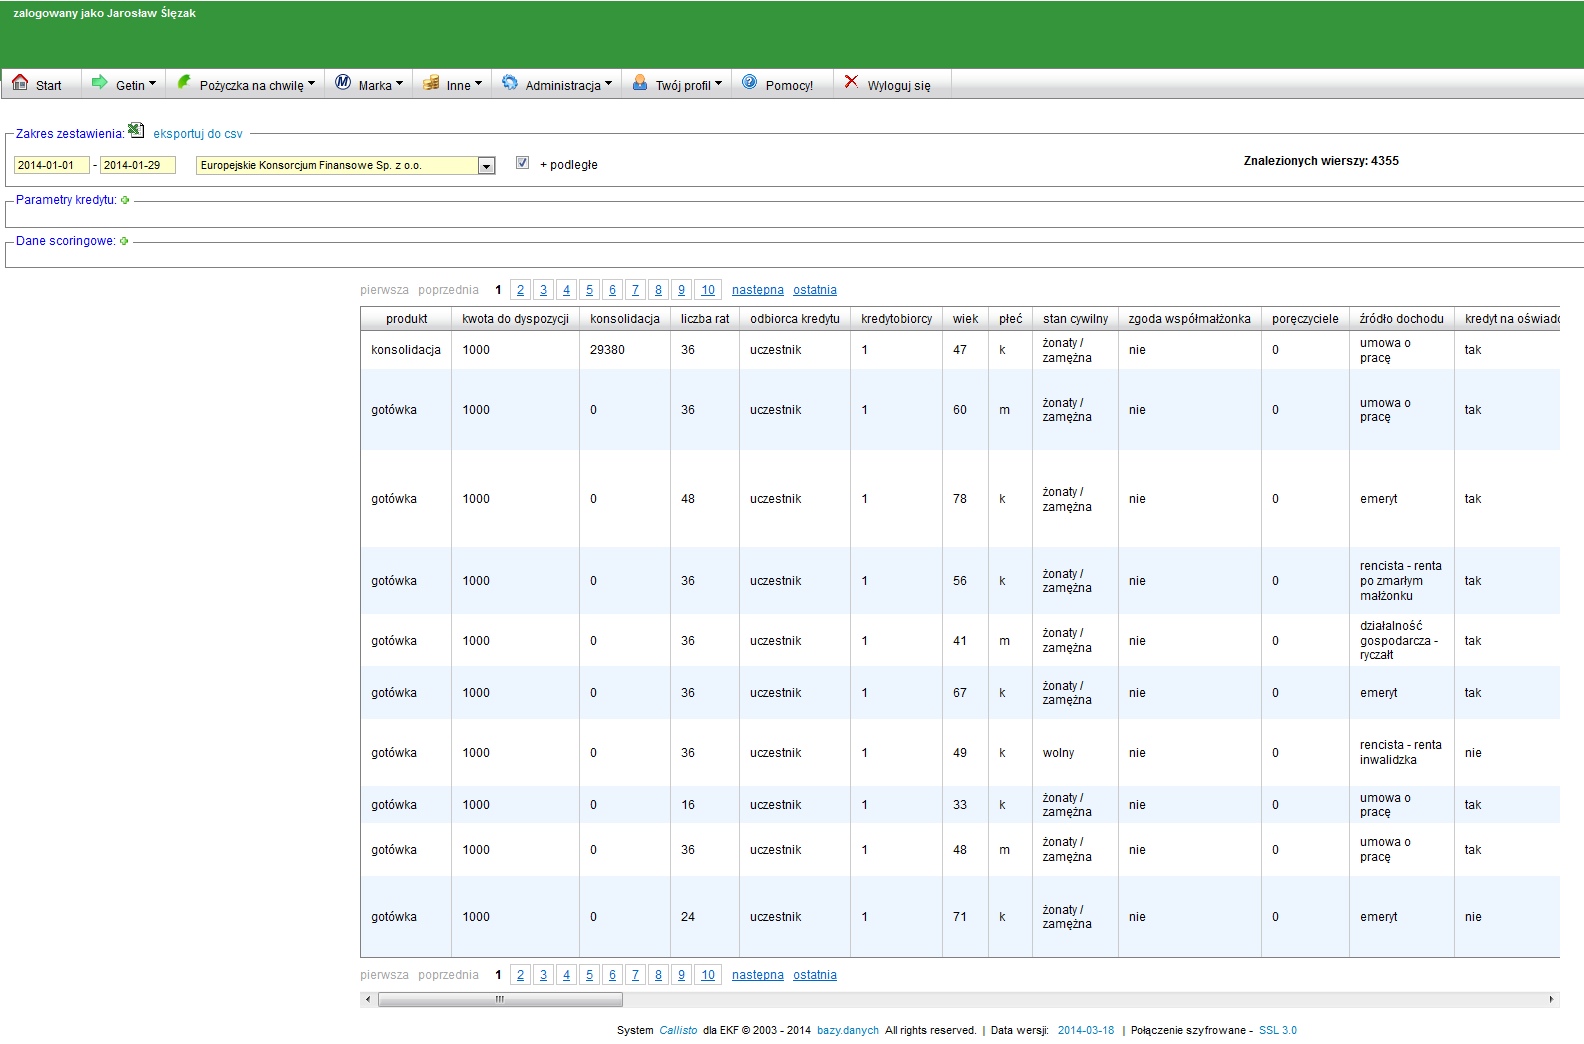 zalogowany jako Jarosław Ślęzak
Start Getin Pożyczka na chwilę Marka Inne Administracja Twój profil Pomocy! Wyloguj się
Zakres zestawienia: eksportuj do csv
2014-01-01 - 2014-01-29 Europejskie Konsorcjum Finansowe Sp. z o.o. + podległe Znalezionych wierszy: 4355
Parametry kredytu:
Dane scoringowe:
pierwsza poprzednia 1 2 3 4 5 6 7 8 9 10 następna ostatnia
produkt kwota do dyspozycji konsolidacja liczba rat odbiorca kredytu kredytobiorcy wiek płeć stan cywilny zgoda współmałżonka poręczyciele źródło dochodu kredyt na oświadc
konsolidacja 1000 29380 36 uczestnik 1 47 k żonaty / zamężna nie 0 umowa o pracę tak
gotówka 1000 0 36 uczestnik 1 60 m żonaty / zamężna nie 0 umowa o pracę tak
gotówka 1000 0 48 uczestnik 1 78 k żonaty / zamężna nie 0 emeryt tak
gotówka 1000 0 36 uczestnik 1 56 k żonaty / zamężna nie 0 rencista - renta po zmarłym małżonku tak
gotówka 1000 0 36 uczestnik 1 41 m żonaty / zamężna nie 0 działalność gospodarcza - ryczałt tak
gotówka 1000 0 36 uczestnik 1 67 k żonaty / zamężna nie 0 emeryt tak
gotówka 1000 0 36 uczestnik 1 49 k wolny nie 0 rencista - renta inwalidzka nie
gotówka 1000 0 16 uczestnik 1 33 k żonaty / zamężna nie 0 umowa o pracę tak
gotówka 1000 0 36 uczestnik 1 48 m żonaty / zamężna nie 0 umowa o pracę tak
gotówka 1000 0 24 uczestnik 1 71 k żonaty / zamężna nie 0 emeryt nie
pierwsza poprzednia 1 2 3 4 5 6 7 8 9 10 następna ostatnia
System Callisto dla EKF © 2003 - 2014 bazy.danych All rights reserved. | Data wersji: 2014-03-18 | Połączenie szyfrowane - SSL 3.0